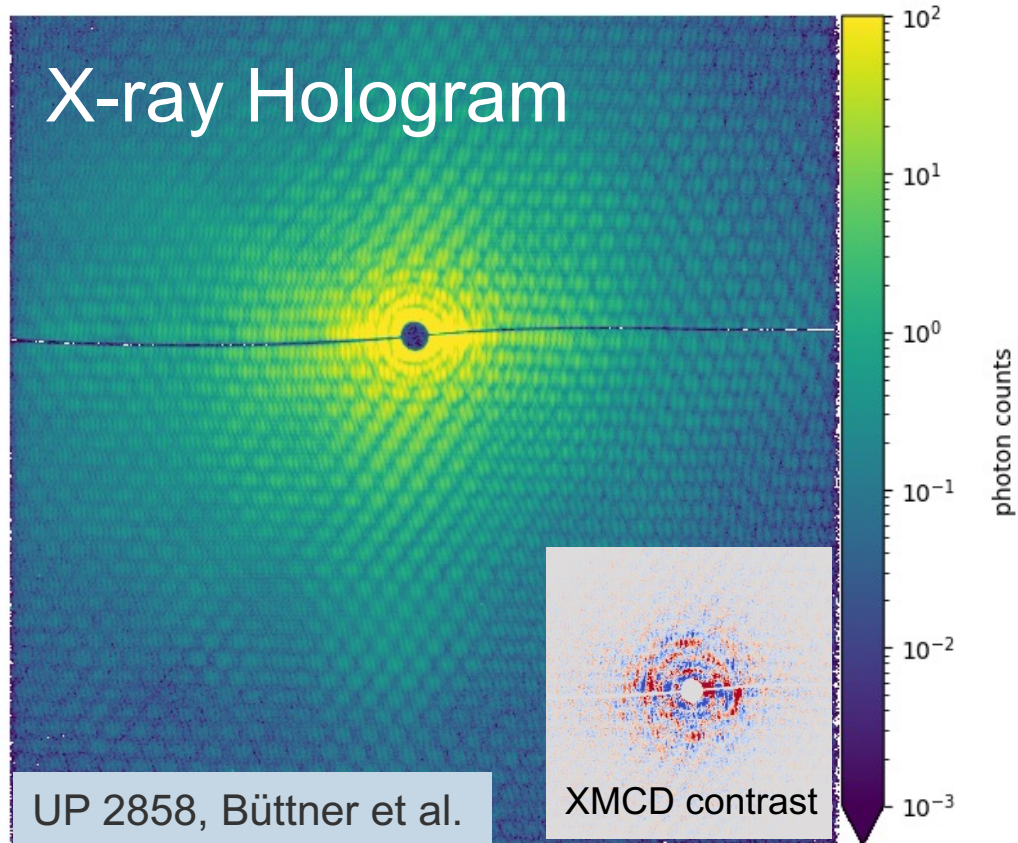 X-ray Hologram
10²
10¹
10⁰
photon counts
10⁻¹
10⁻²
10⁻³
XMCD contrast
UP 2858, Büttner et al.